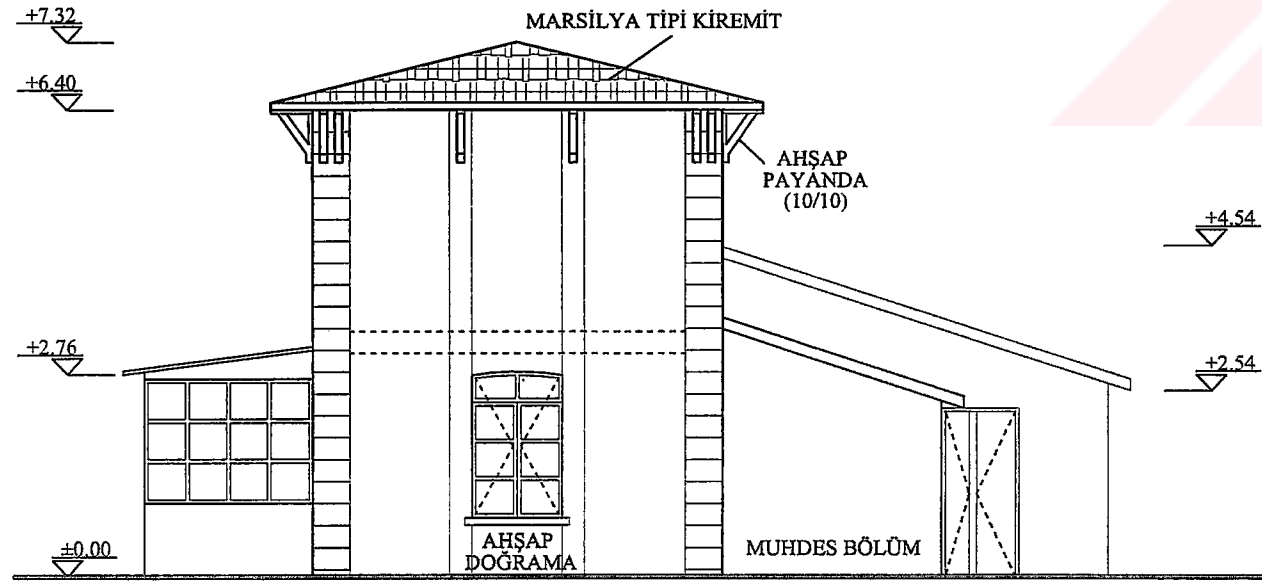 +7.32
MARSİLYA TİPİ KİREMİT
+6.40
AHŞAP
PAYANDA
(10/10)
+4.54
+2.76
+2.54
±0.00
AHŞAP
DOĞRAMA
MUHDES BÖLÜM